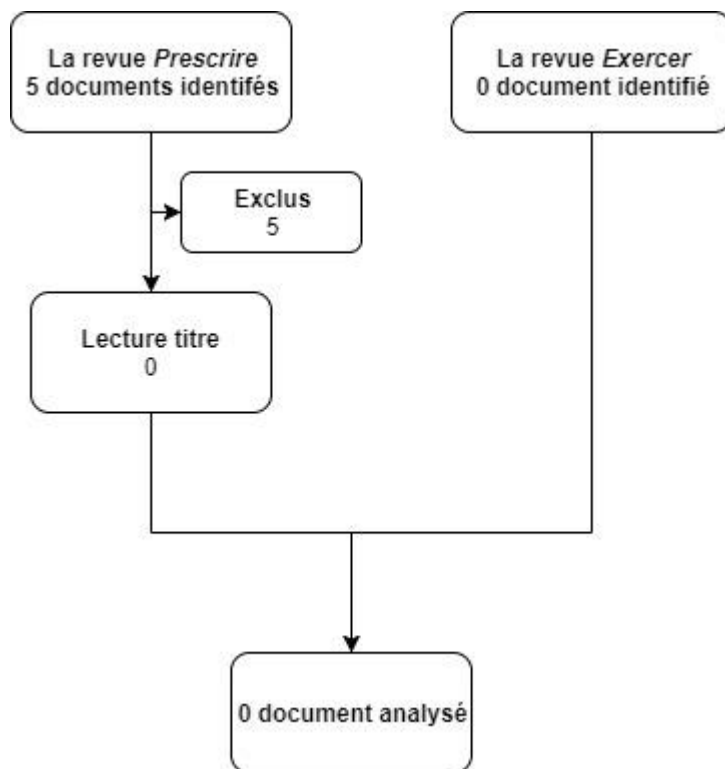 La revue Prescrire
5 documents identifés
La revue Exercer
0 document identifié
Exclus
5
Lecture titre
0
0 document analysé